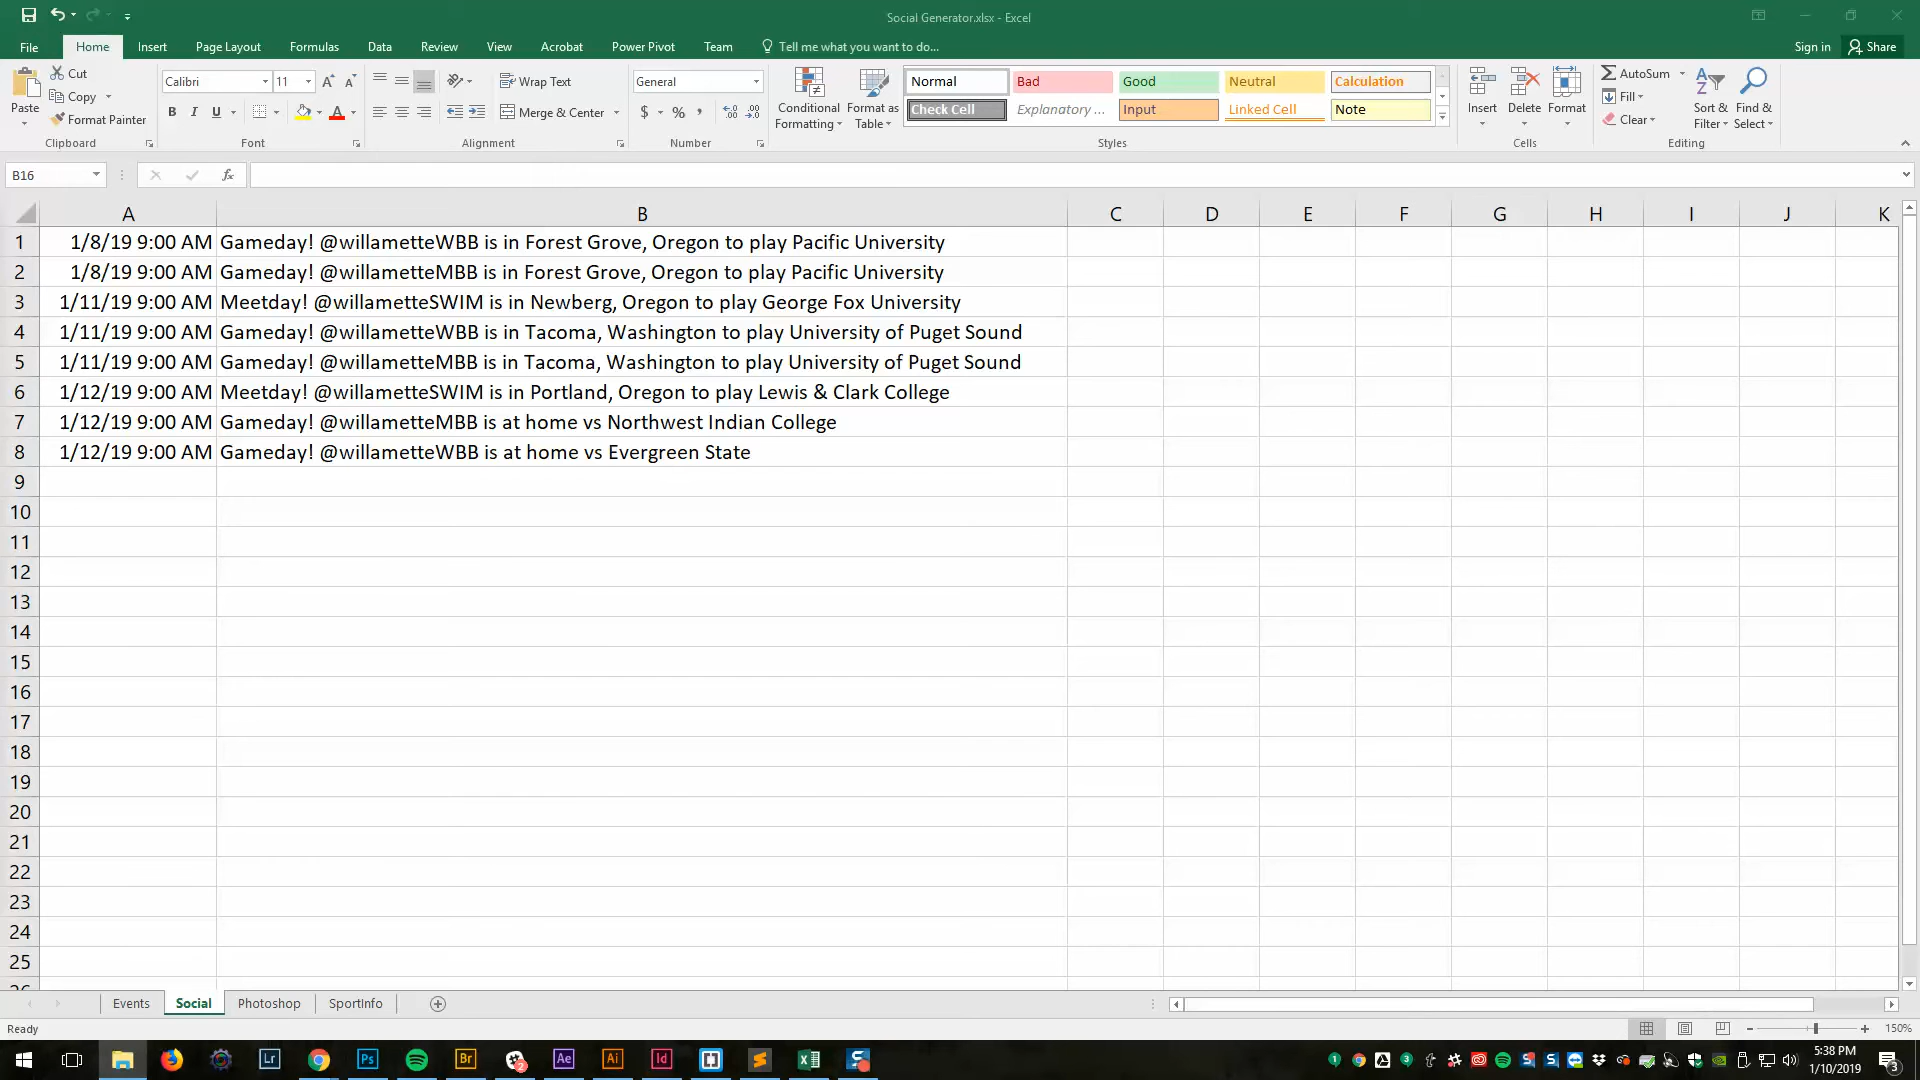 Social Generator.xlsx - Excel
File Home Insert Page Layout Formulas Data Review View Acrobat Power Pivot Team Tell me what you want to do... Sign in Share
Paste Cut Copy Format Painter Clipboard
Calibri 11 B I U A Font
Wrap Text Merge & Center Alignment
General $ % , Number
Conditional Formatting Format as Table
Normal Bad Good Neutral Calculation
Check Cell Explanatory ... Input Linked Cell Note
Styles
Insert Delete Format Cells
AutoSum Fill Clear Sort & Filter Find & Select Editing
B16 fx
A B C D E F G H I J K
1 1/8/19 9:00 AM Gameday! @willametteWBB is in Forest Grove, Oregon to play Pacific University
2 1/8/19 9:00 AM Gameday! @willametteMBB is in Forest Grove, Oregon to play Pacific University
3 1/11/19 9:00 AM Meetday! @willametteSWIM is in Newberg, Oregon to play George Fox University
4 1/11/19 9:00 AM Gameday! @willametteWBB is in Tacoma, Washington to play University of Puget Sound
5 1/11/19 9:00 AM Gameday! @willametteMBB is in Tacoma, Washington to play University of Puget Sound
6 1/12/19 9:00 AM Meetday! @willametteSWIM is in Portland, Oregon to play Lewis & Clark College
7 1/12/19 9:00 AM Gameday! @willametteMBB is at home vs Northwest Indian College
8 1/12/19 9:00 AM Gameday! @willametteWBB is at home vs Evergreen State
9
10
11
12
13
14
15
16
17
18
19
20
21
22
23
24
25
Events Social Photoshop SportInfo
Ready 150%
Lr Ps Br 2 Ae Ai Id 5:38 PM
1/10/2019 3